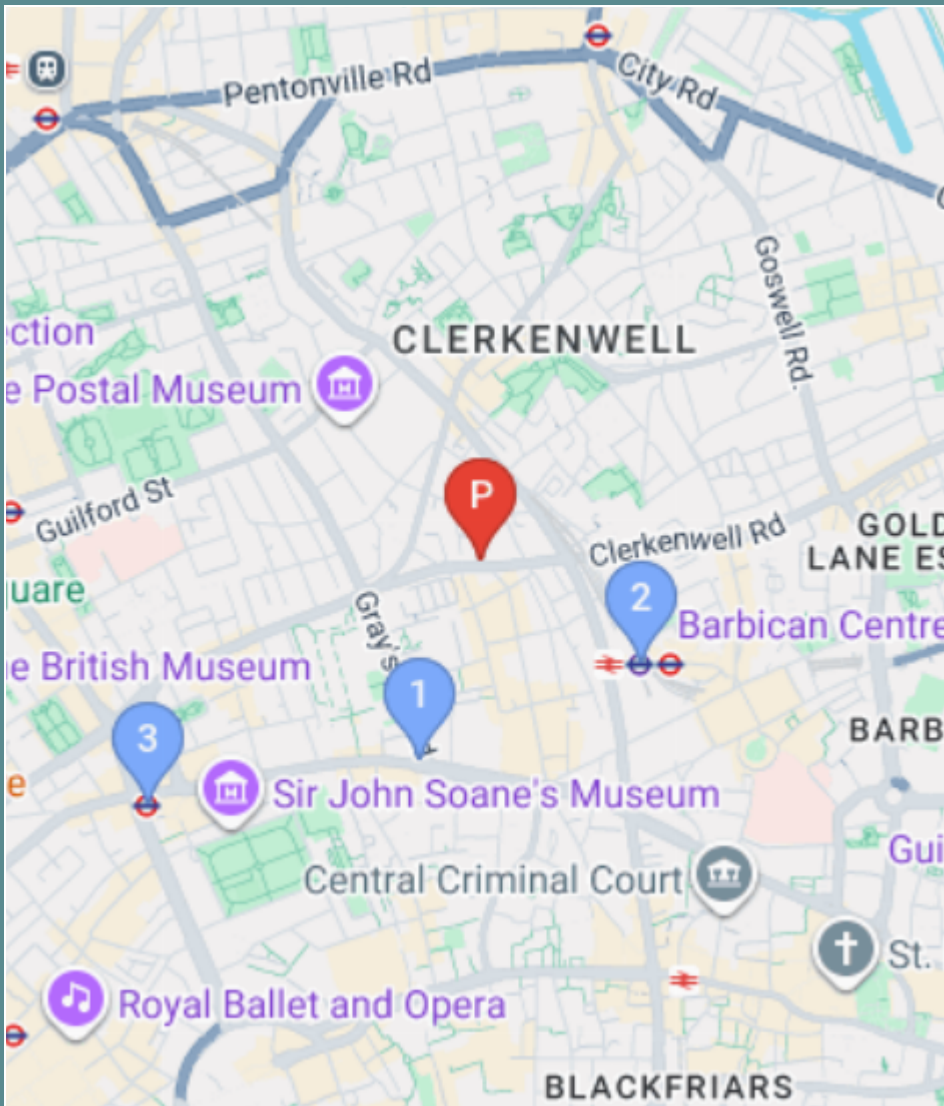 Pentonville Rd
City Rd
Goswell Rd.
ection
CLERKENWELL
e Postal Museum
Guilford St
P
Clerkenwell Rd
GOLD
LANE ES
uare
Gray's
2
Barbican Centre
e British Museum
1
3
BARB
e
Sir John Soane's Museum
Gui
Central Criminal Court
St.
Royal Ballet and Opera
BLACKFRIARS